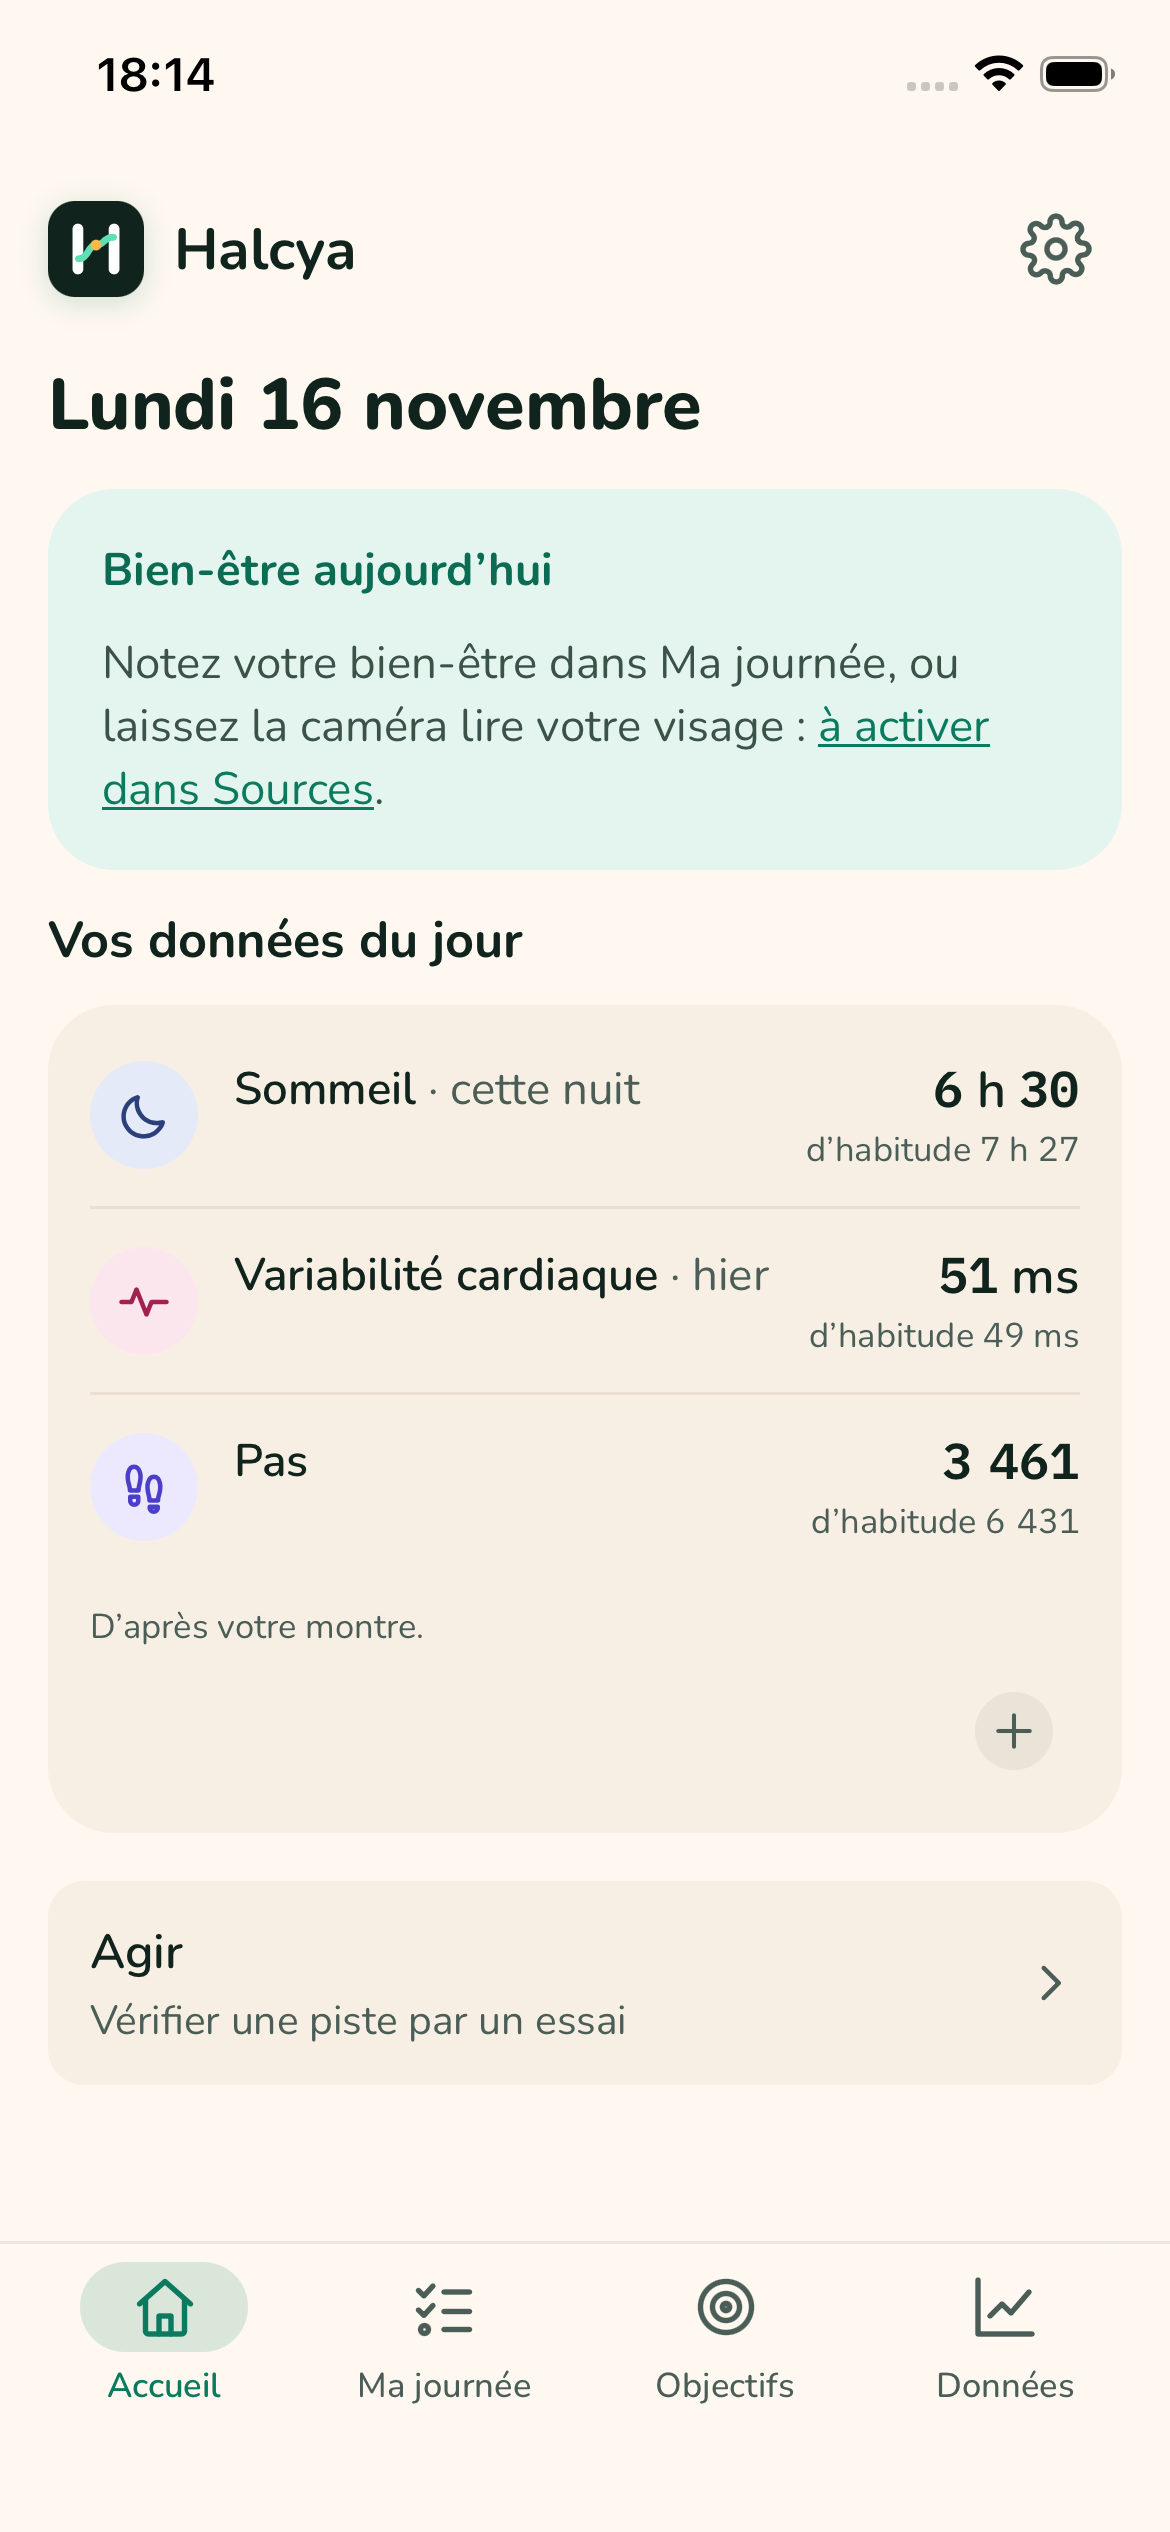 18:14
Halcya
Lundi 16 novembre
Bien-être aujourd’hui
Notez votre bien-être dans Ma journée, ou
laissez la caméra lire votre visage : à activer
dans Sources.
Vos données du jour
Sommeil · cette nuit
6 h 30
d’habitude 7 h 27
Variabilité cardiaque · hier
51 ms
d’habitude 49 ms
Pas
3 461
d’habitude 6 431
D’après votre montre.
Agir
Vérifier une piste par un essai
Accueil
Ma journée
Objectifs
Données